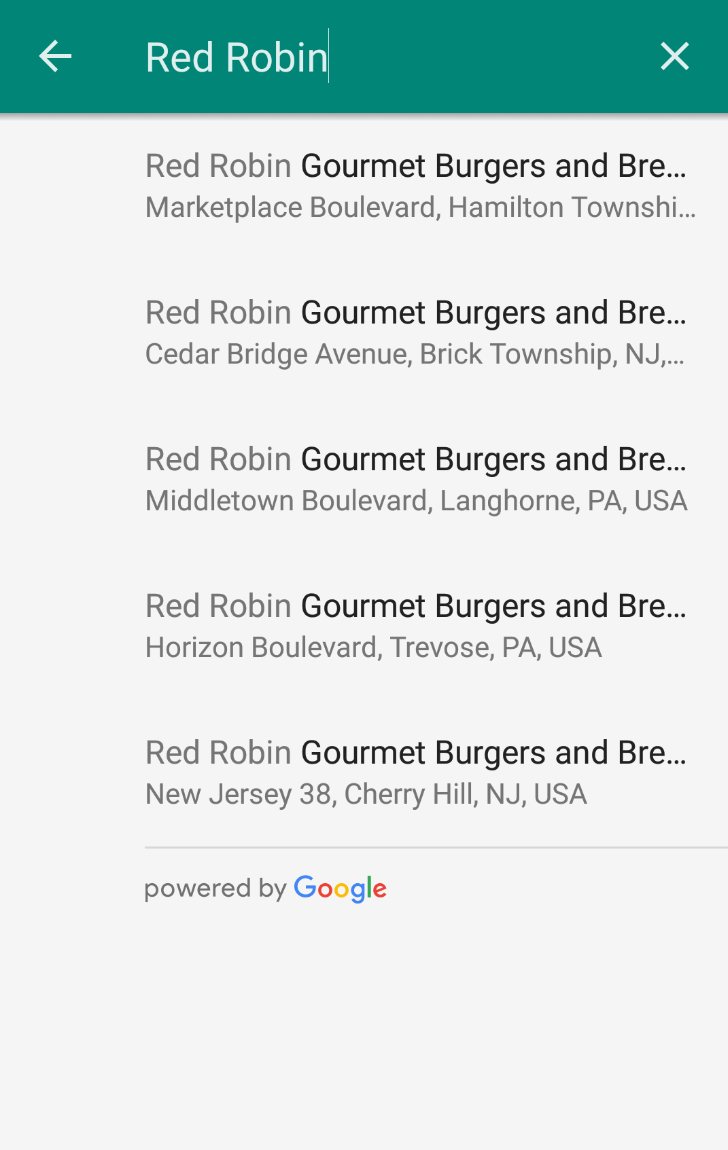 Red Robin
Red Robin Gourmet Burgers and Bre...
Marketplace Boulevard, Hamilton Townshi...
Red Robin Gourmet Burgers and Bre...
Cedar Bridge Avenue, Brick Township, NJ,...
Red Robin Gourmet Burgers and Bre...
Middletown Boulevard, Langhorne, PA, USA
Red Robin Gourmet Burgers and Bre...
Horizon Boulevard, Trevose, PA, USA
Red Robin Gourmet Burgers and Bre...
New Jersey 38, Cherry Hill, NJ, USA
powered by Google